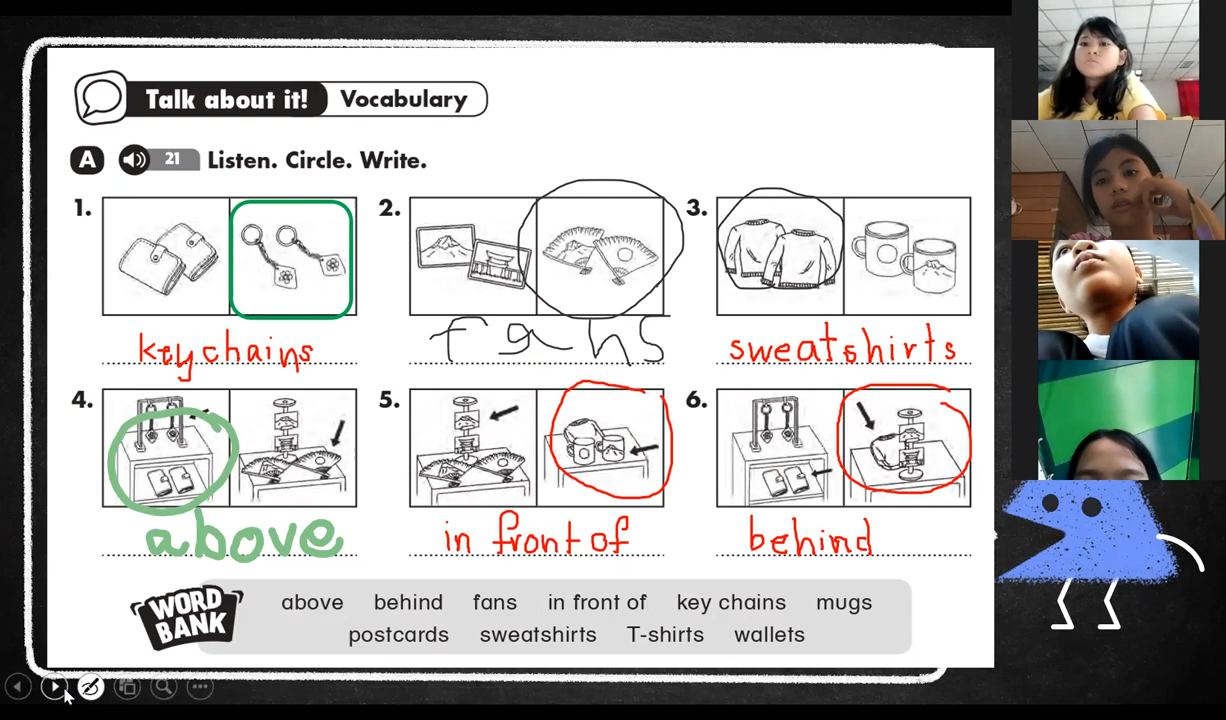 Talk about it! Vocabulary
A 21 Listen. Circle. Write.
1. 2. 3.
keychains fans sweatshirts
4. 5. 6.
above in front of behind
WORD BANK
above behind fans in front of key chains mugs
postcards sweatshirts T-shirts wallets